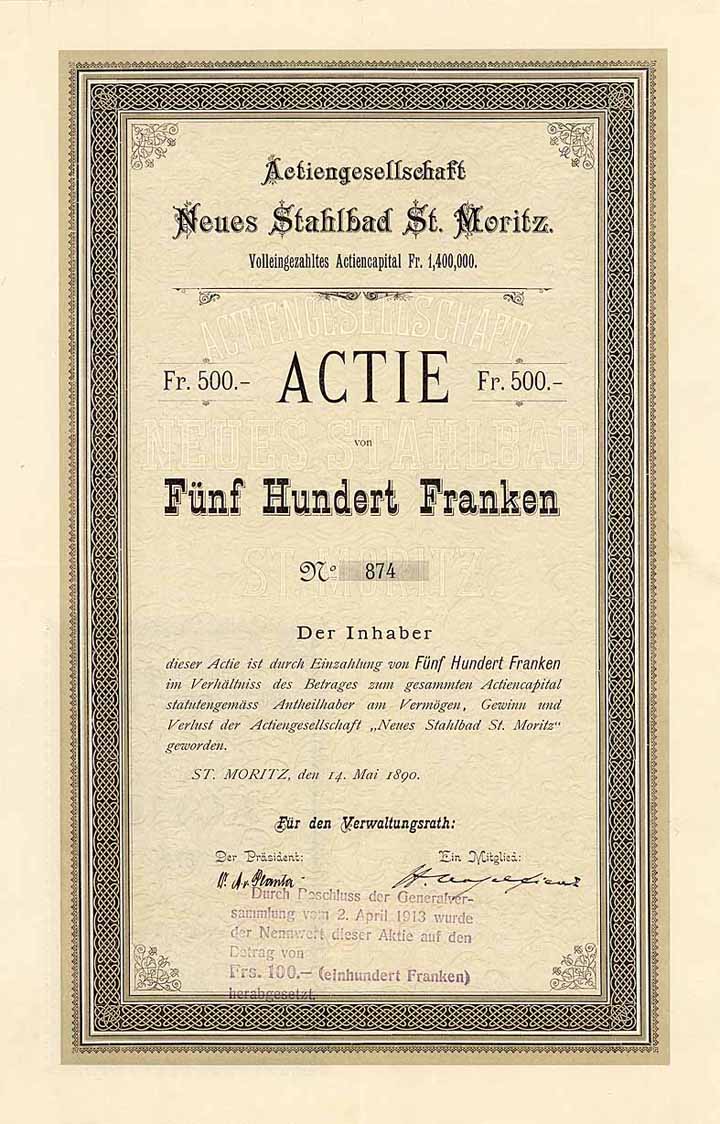 Actiengesellschaft
Neues Stahlbad St. Moritz.
Volleingezahltes Actiencapital Fr. 1,400,000.
ACTIENGESELLSCHAFT
Fr. 500.– ACTIE Fr. 500.–
von
NEUES STAHLBAD
Fünf Hundert Franken
ST. MORITZ
No 874
Der Inhaber
dieser Actie ist durch Einzahlung von Fünf Hundert Franken
im Verhältniss des Betrages zum gesammten Actiencapital
statutengemäss Antheilhaber am Vermögen, Gewinn und
Verlust der Actiengesellschaft „Neues Stahlbad St. Moritz“
geworden.
ST. MORITZ, den 14. Mai 1890.
Für den Verwaltungsrath:
Der Präsident: Ein Mitglied:
Planta
Durch Beschluss der Generalver-
sammlung vom 2. April 1913 wurde
der Nennwert dieser Aktie auf den
Betrag von
Frs. 100.— (einhundert Franken)
herabgesetzt.